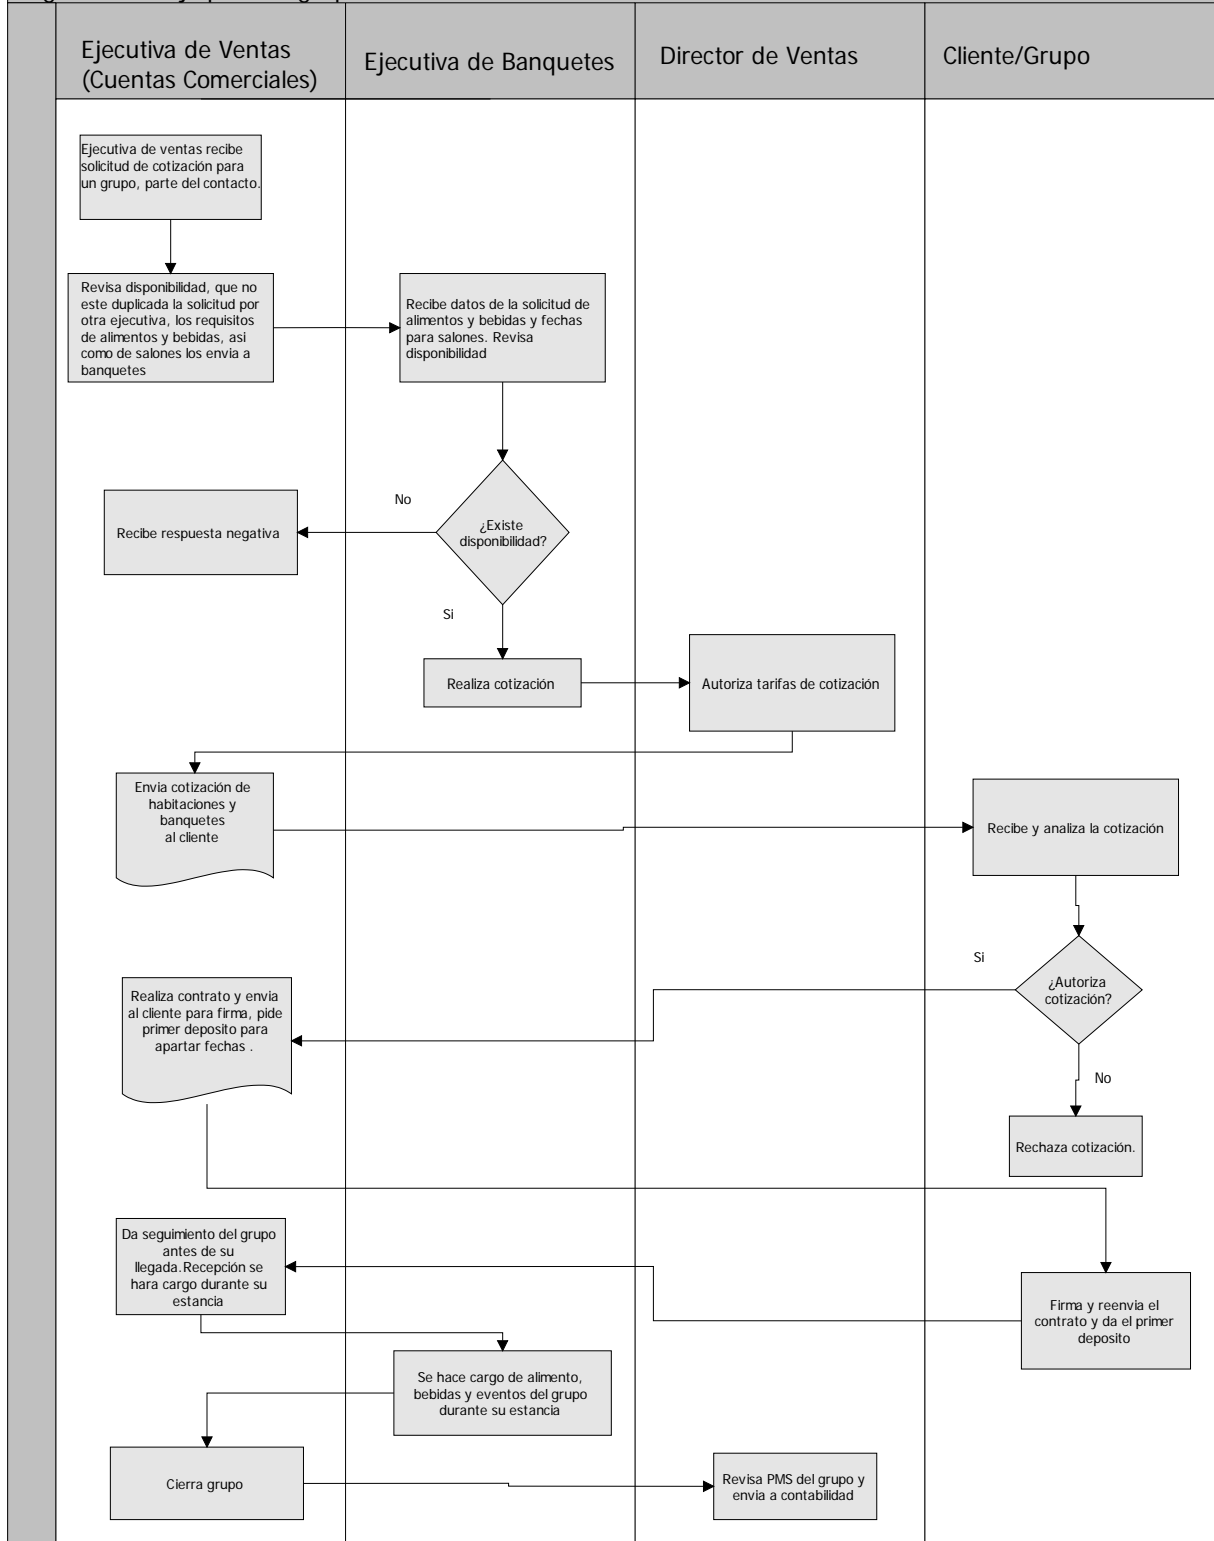 Ejecutiva de Ventas
(Cuentas Comerciales)
Ejecutiva de Banquetes
Director de Ventas
Cliente/Grupo
Ejecutiva de ventas recibe
solicitud de cotización para
un grupo, parte del contacto.
Revisa disponibilidad, que no
este duplicada la solicitud por
otra ejecutiva, los requisitos
de alimentos y bebidas, asi
como de salones los envia a
banquetes
Recibe datos de la solicitud de
alimentos y bebidas y fechas
para salones. Revisa
disponibilidad
No
¿Existe
disponibilidad?
Recibe respuesta negativa
Si
Realiza cotización
Autoriza tarifas de cotización
Envia cotización de
habitaciones y
banquetes
al cliente
Recibe y analiza la cotización
Si
¿Autoriza
cotización?
Realiza contrato y envia
al cliente para firma, pide
primer deposito para
apartar fechas .
No
Rechaza cotización.
Da seguimiento del grupo
antes de su
llegada.Recepción se
hara cargo durante su
estancia
Firma y reenvia el
contrato y da el primer
deposito
Se hace cargo de alimento,
bebidas y eventos del grupo
durante su estancia
Cierra grupo
Revisa PMS del grupo y
envia a contabilidad